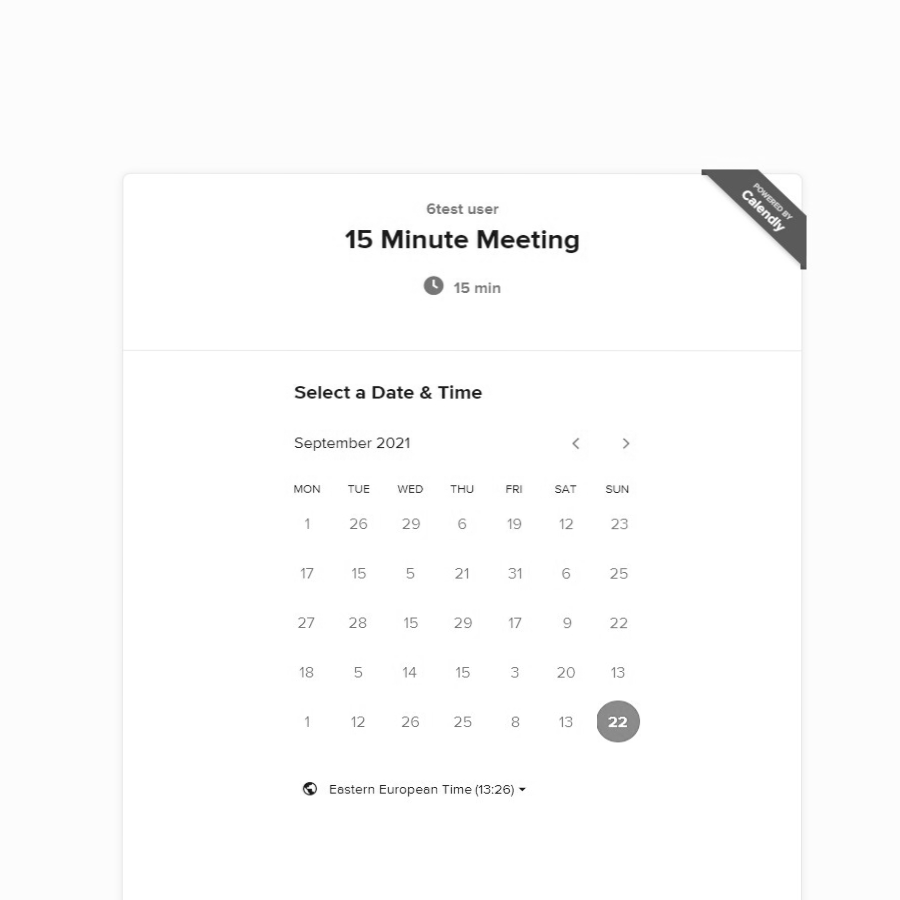 POWERED BY
Calendly
6test user
15 Minute Meeting
15 min
Select a Date & Time
September 2021
MON TUE WED THU FRI SAT SUN
1 26 29 6 19 12 23
17 15 5 21 31 6 25
27 28 15 29 17 9 22
18 5 14 15 3 20 13
1 12 26 25 8 13 22
Eastern European Time (13:26)